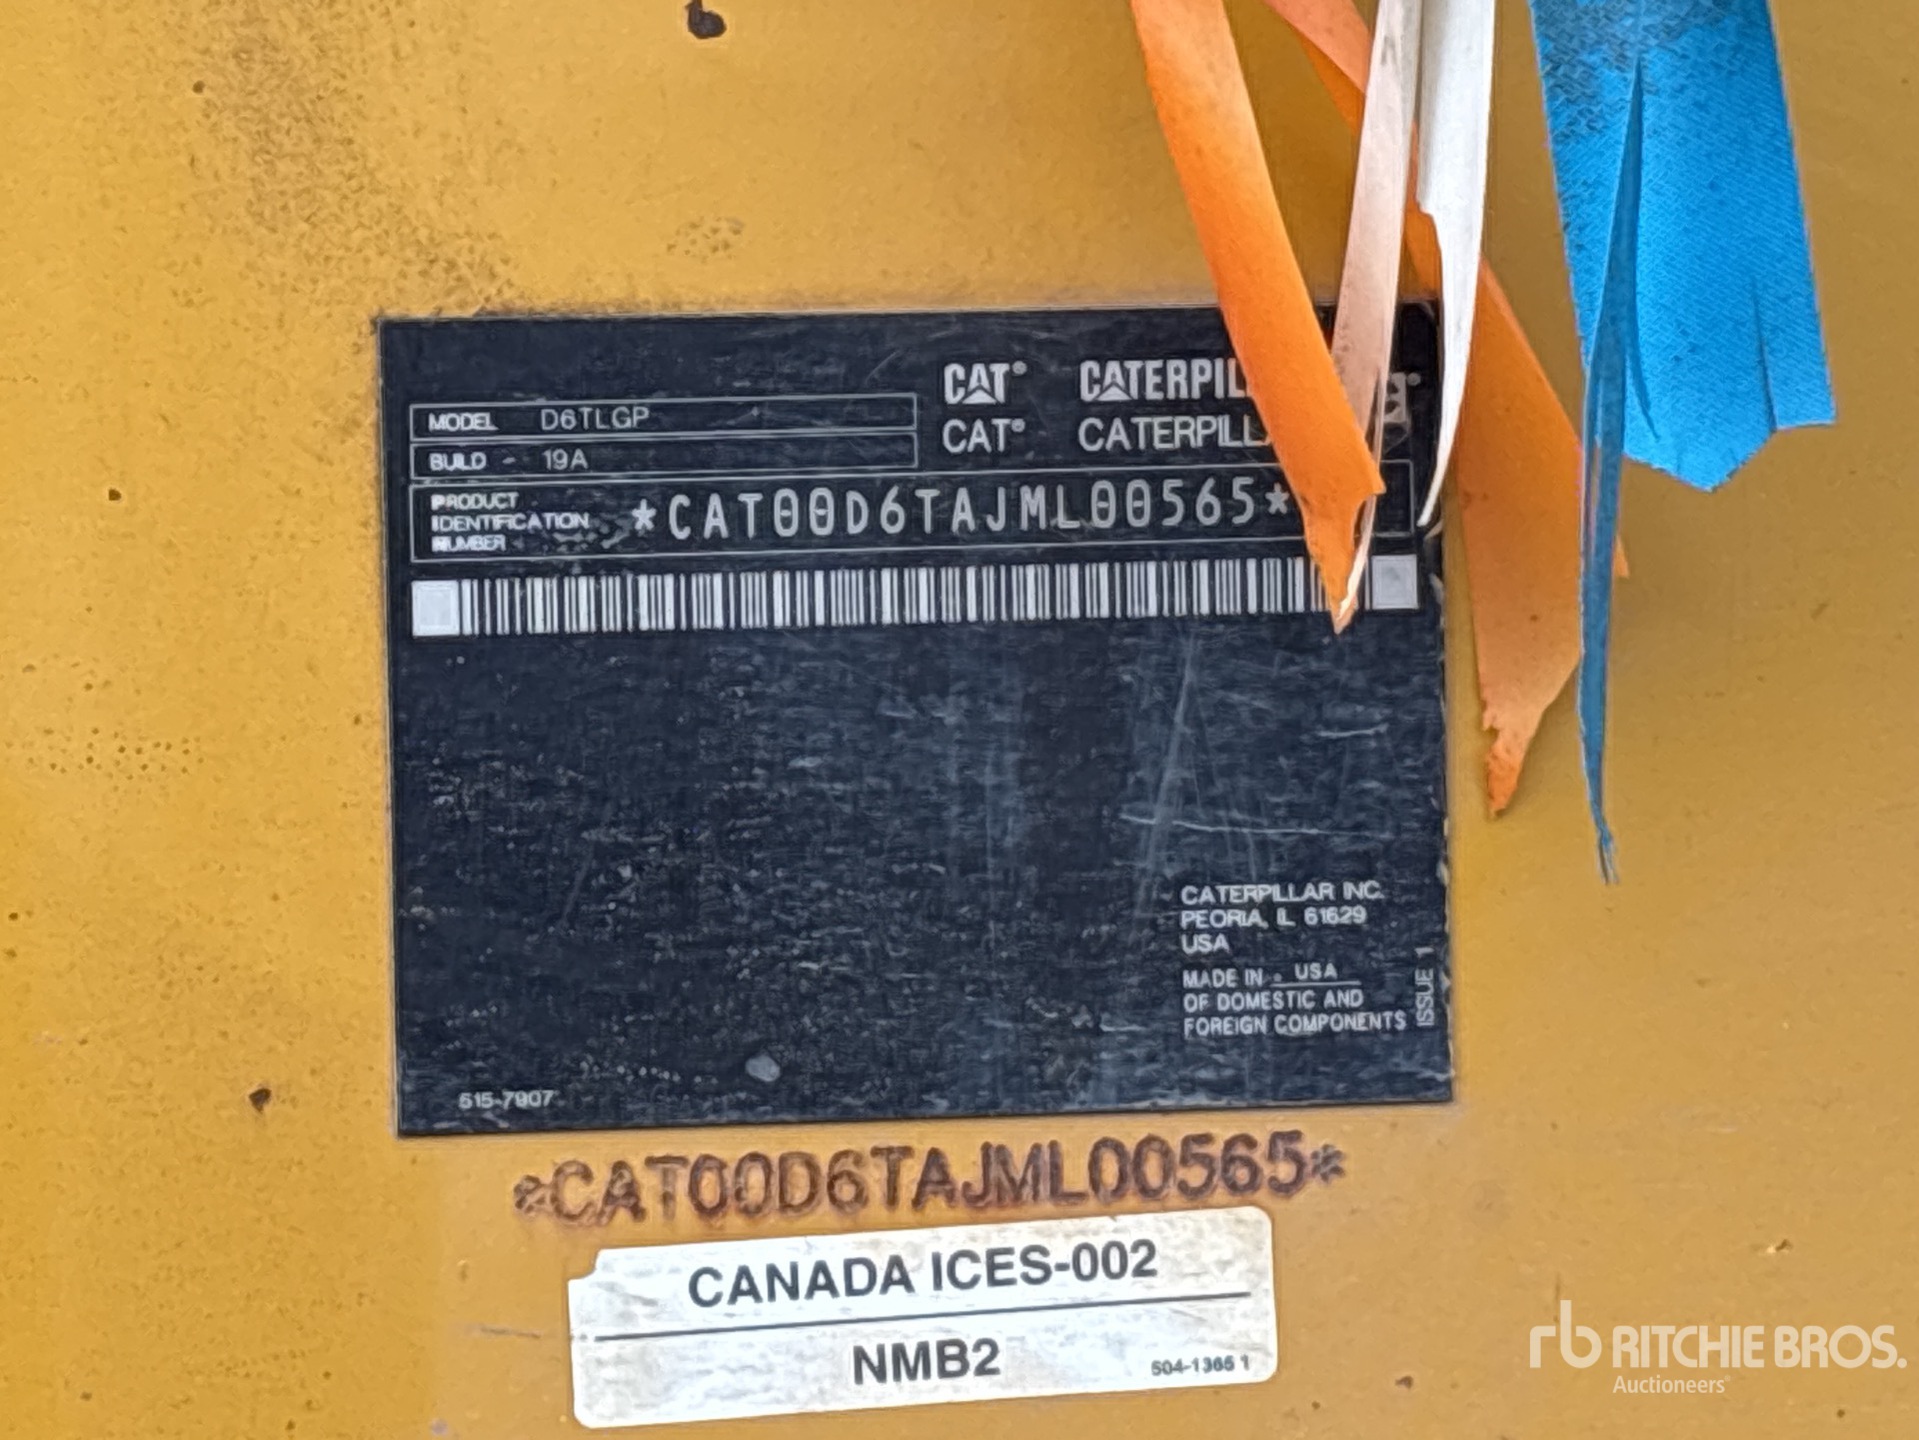 CAT® CATERPIL
CAT® CATERPILL
MODEL D6TLGP
BUILD 19A
PRODUCT
IDENTIFICATION
NUMBER
*CAT00D6TAJML00565*
CATERPILLAR INC.
PEORIA, IL 61629
USA
MADE IN USA
OF DOMESTIC AND
FOREIGN COMPONENTS
ISSUE 1
515-7907
*CAT00D6TAJML00565*
CANADA ICES-002
NMB2
504-1365 1
rb RITCHIE BROS.
Auctioneers